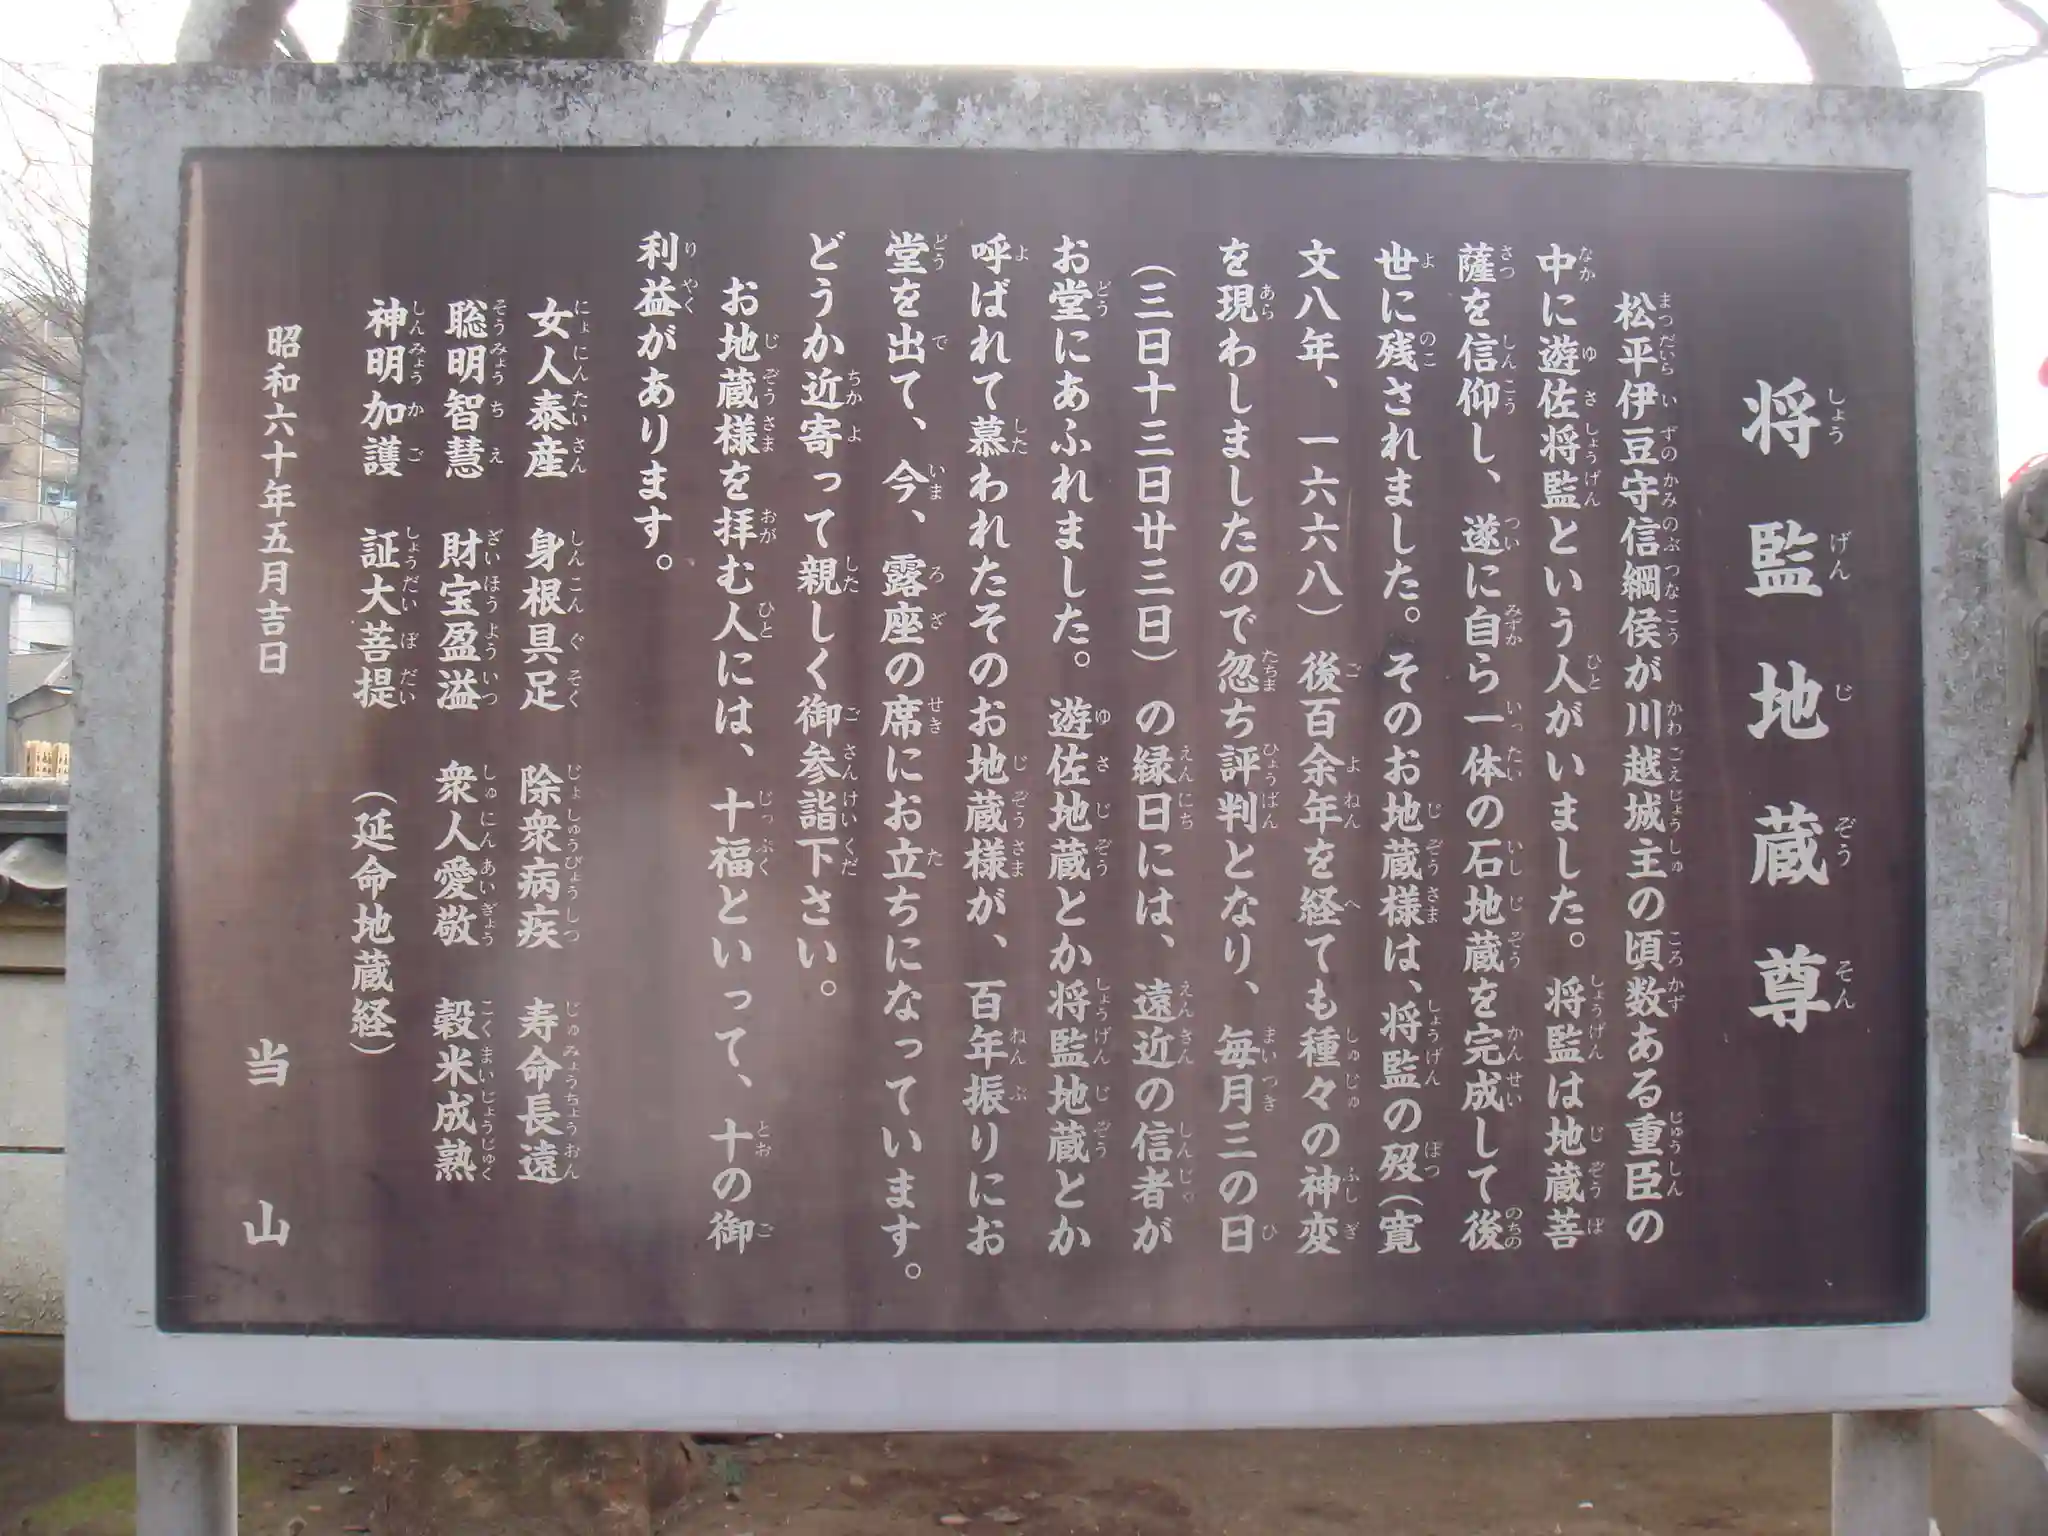 将監地蔵尊
松平伊豆守信綱侯が川越城主の頃数ある重臣の
中に遊佐将監という人がいました。将監は地蔵菩
薩を信仰し、遂に自ら一体の石地蔵を完成して後
世に残されました。そのお地蔵様は、将監の歿(寛
文八年、一六六八)後百余年を経ても種々の神変
を現わしましたので忽ち評判となり、毎月三の日
(三日十三日廿三日)の縁日には、遠近の信者が
お堂にあふれました。遊佐地蔵とか将監地蔵とか
呼ばれて慕われたそのお地蔵様が、百年振りにお
堂を出て、今、露座の席にお立ちになっています。
どうか近寄って親しく御参詣下さい。
お地蔵様を拝む人には、十福といって、十の御
利益があります。
女人泰産 身根具足 除衆病疾 寿命長遠
聡明智慧 財宝盈溢 衆人愛敬 穀米成熟
神明加護 証大菩提 (延命地蔵経)
昭和六十年五月吉日 当山